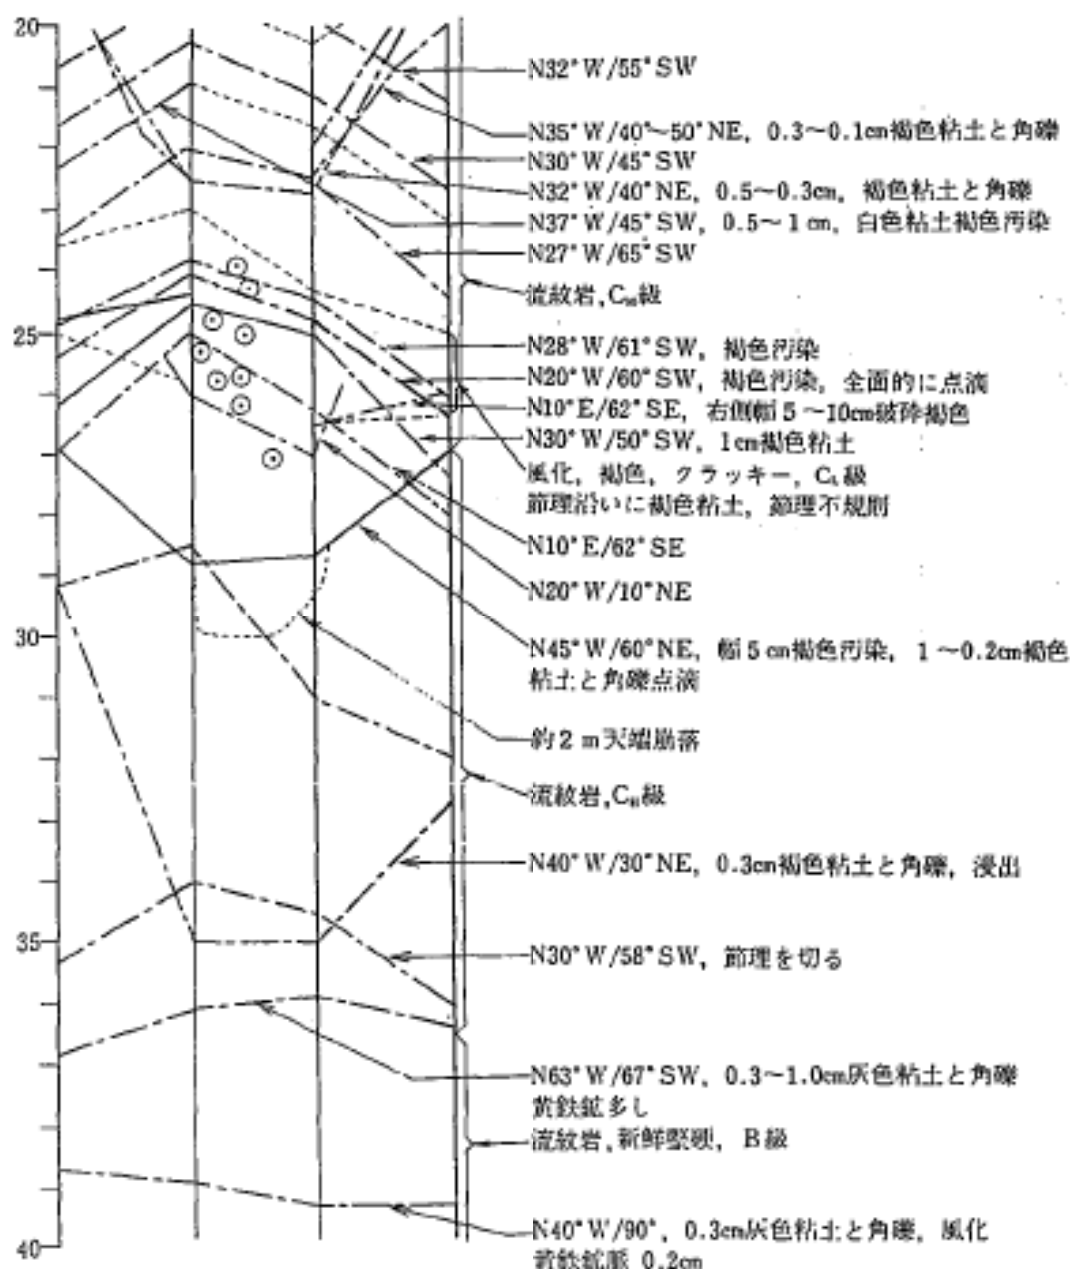 20
N32°W/55°SW
N35°W/40°~50°NE, 0.3~0.1cm褐色粘土と角礫
N30°W/45°SW
N32°W/40°NE, 0.5~0.3cm, 褐色粘土と角礫
N37°W/45°SW, 0.5~1cm, 白色粘土褐色汚染
N27°W/65°SW
流紋岩, CM級
25
N28°W/61°SW, 褐色汚染
N20°W/60°SW, 褐色汚染, 全面的に点滴
N10°E/62°SE, 右側幅5~10cm破砕褐色
N30°W/50°SW, 1cm褐色粘土
風化, 褐色, クラッキー, CL級
節理沿いに褐色粘土, 節理不規則
N10°E/62°SE
N20°W/10°NE
30
N45°W/60°NE, 幅5cm褐色汚染, 1~0.2cm褐色
粘土と角礫点滴
約2m天端崩落
流紋岩, CH級
N40°W/30°NE, 0.3cm褐色粘土と角礫, 浸出
35
N30°W/58°SW, 節理を切る
N63°W/67°SW, 0.3~1.0cm灰色粘土と角礫
黄鉄鉱多し
流紋岩, 新鮮堅硬, B級
N40°W/90°, 0.3cm灰色粘土と角礫, 風化
40
黄鉄鉱脈 0.2cm